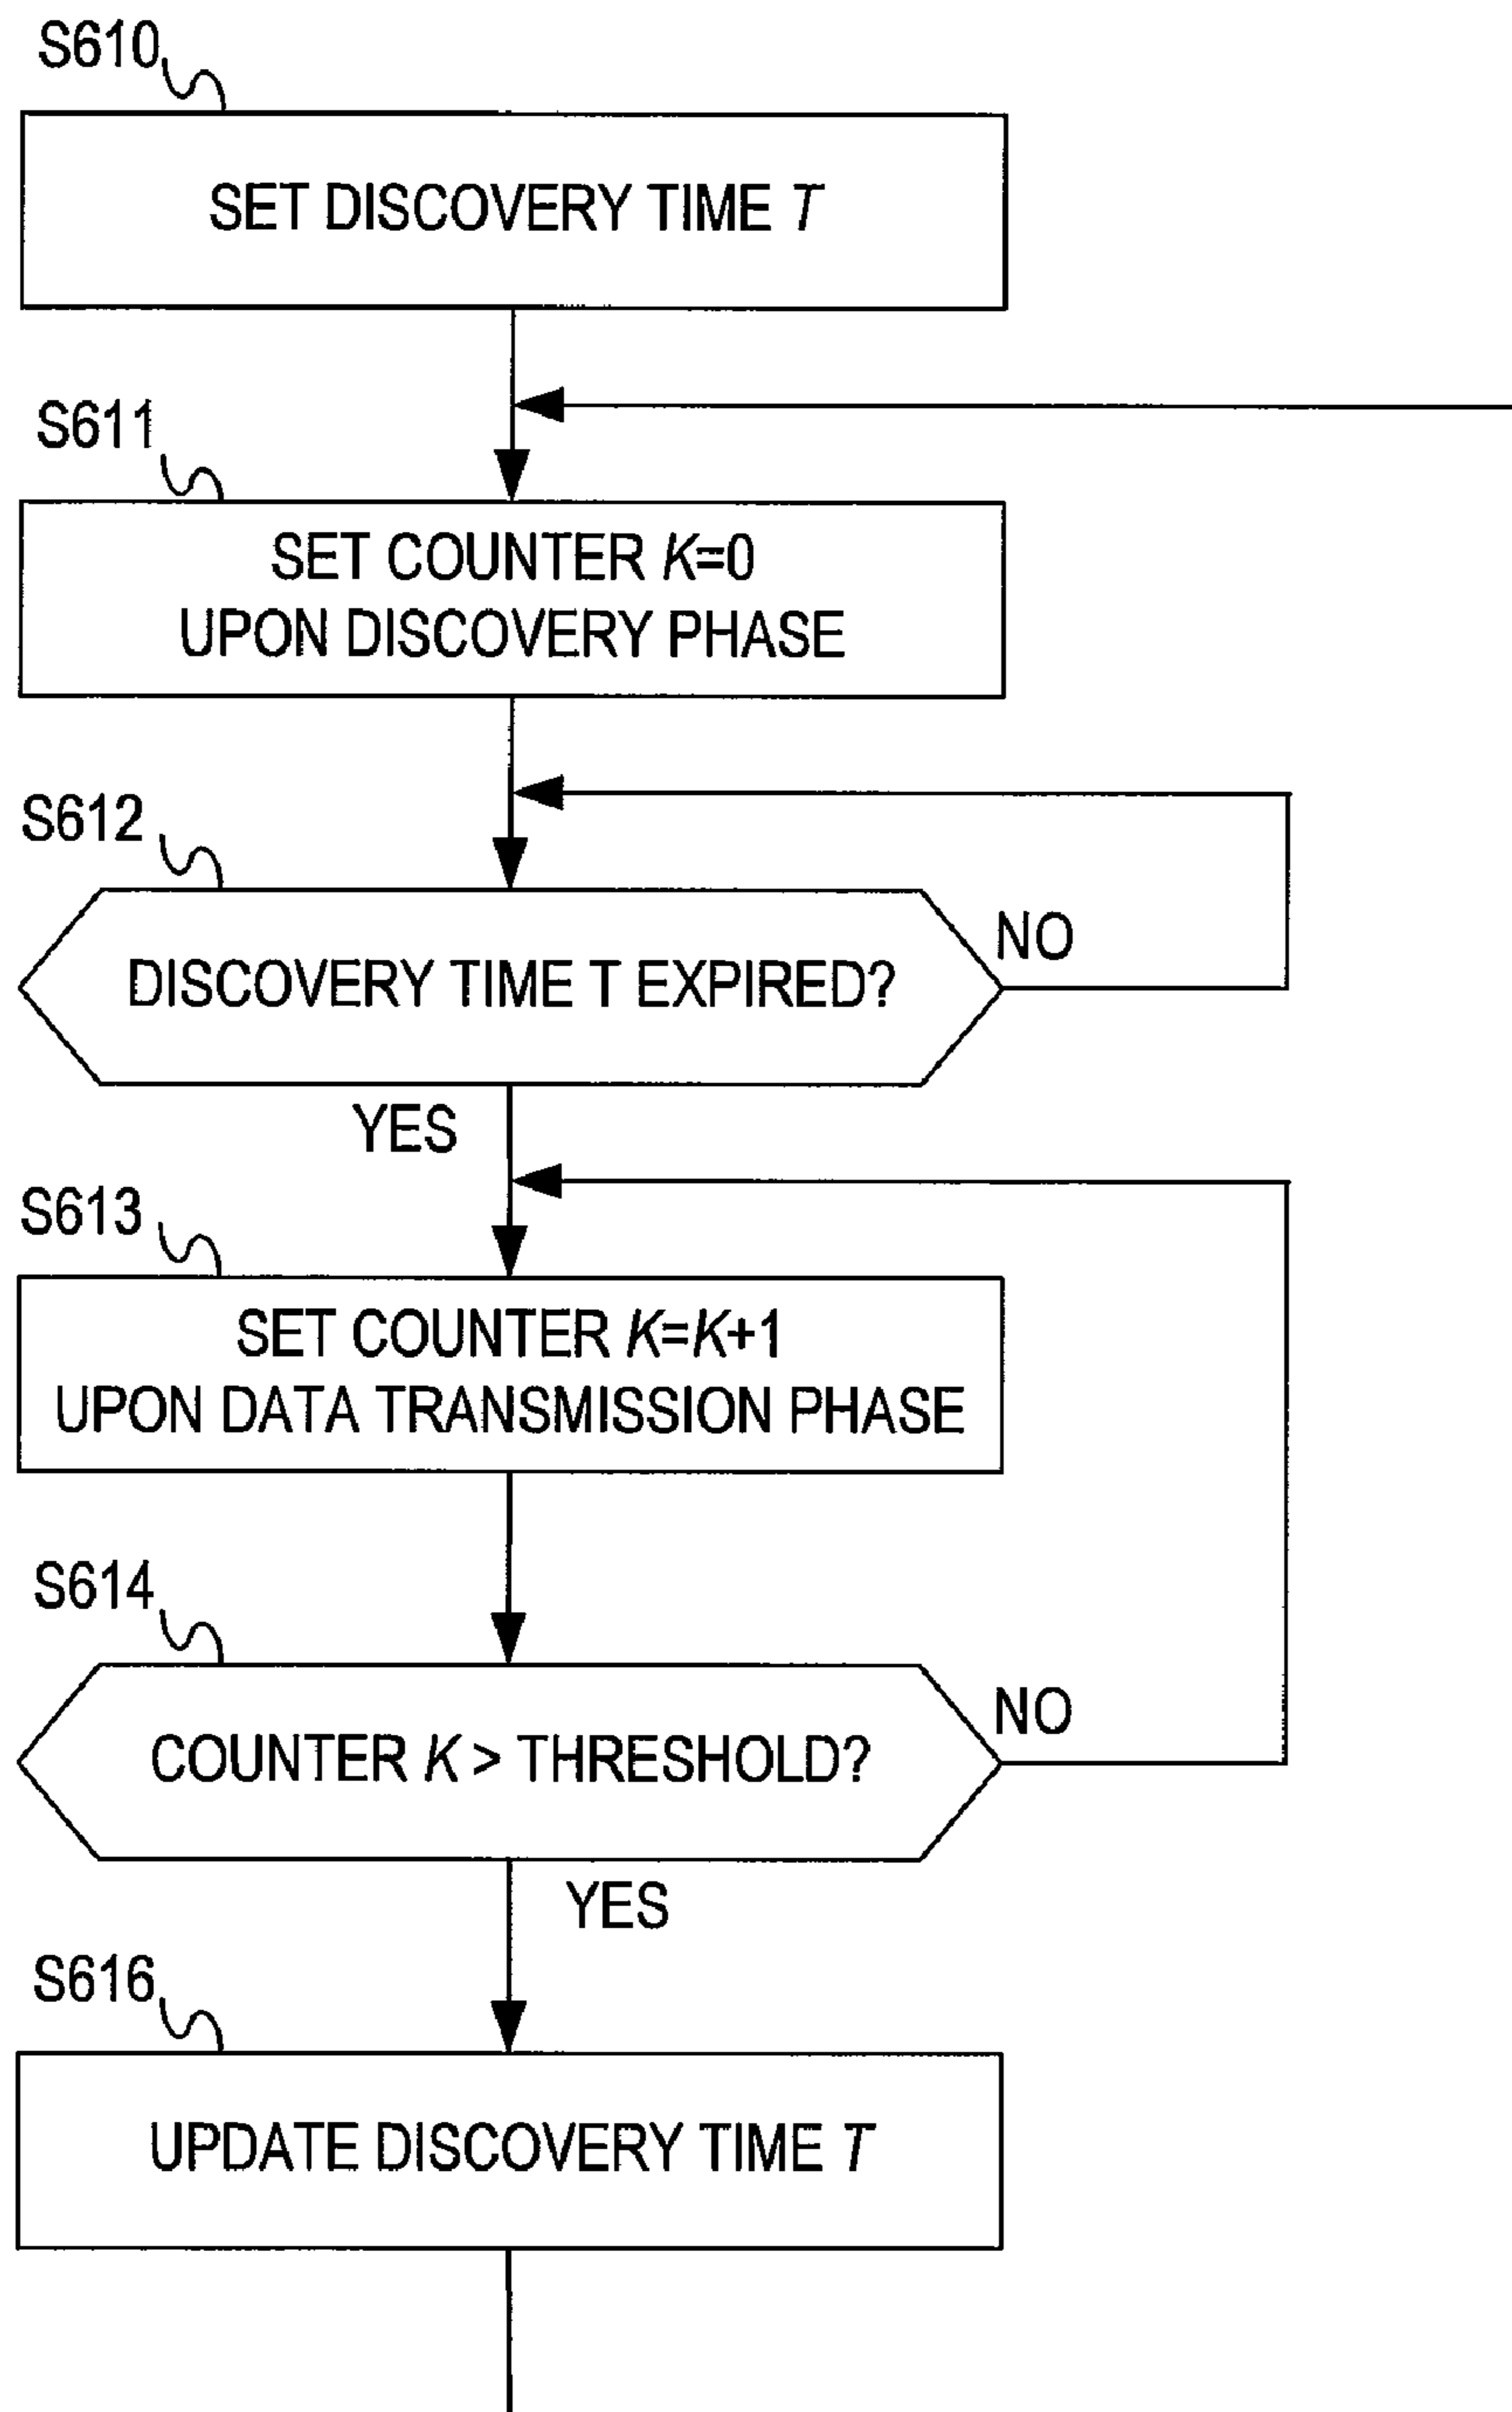 S610
SET DISCOVERY TIME T
S611
SET COUNTER K=0
UPON DISCOVERY PHASE
S612
DISCOVERY TIME T EXPIRED?
NO
YES
S613
SET COUNTER K=K+1
UPON DATA TRANSMISSION PHASE
S614
COUNTER K > THRESHOLD?
NO
YES
S616
UPDATE DISCOVERY TIME T